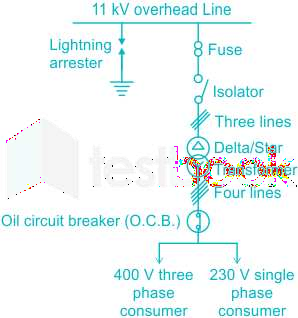 11 kV overhead Line
Lightning
arrester
Fuse
Isolator
Three lines
Delta/Star
Transformer
Four lines
Oil circuit breaker (O.C.B.)
400 V three
phase
consumer
230 V single
phase
consumer
testbook